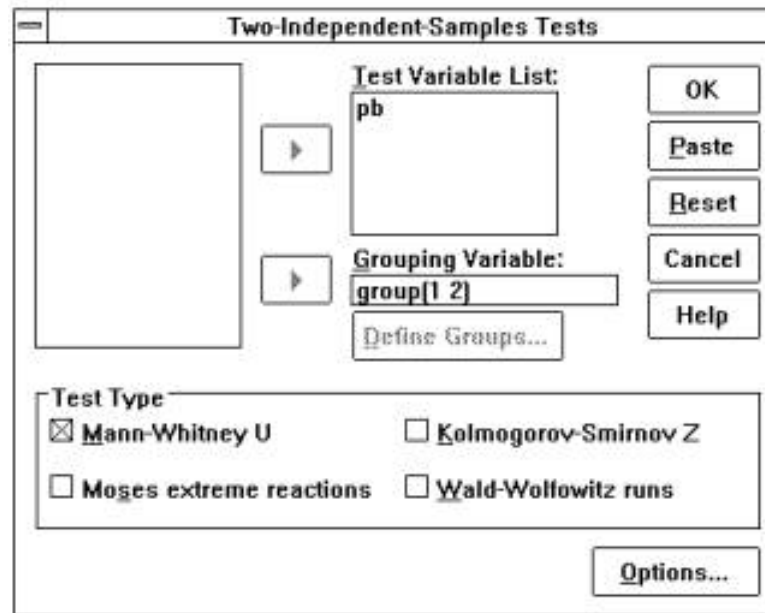 Two-Independent-Samples Tests
Test Variable List:
pb
OK
Paste
Reset
Cancel
Help
Grouping Variable:
group(1 2)
Define Groups...
Test Type
Mann-Whitney U
Kolmogorov-Smirnov Z
Moses extreme reactions
Wald-Wolfowitz runs
Options...